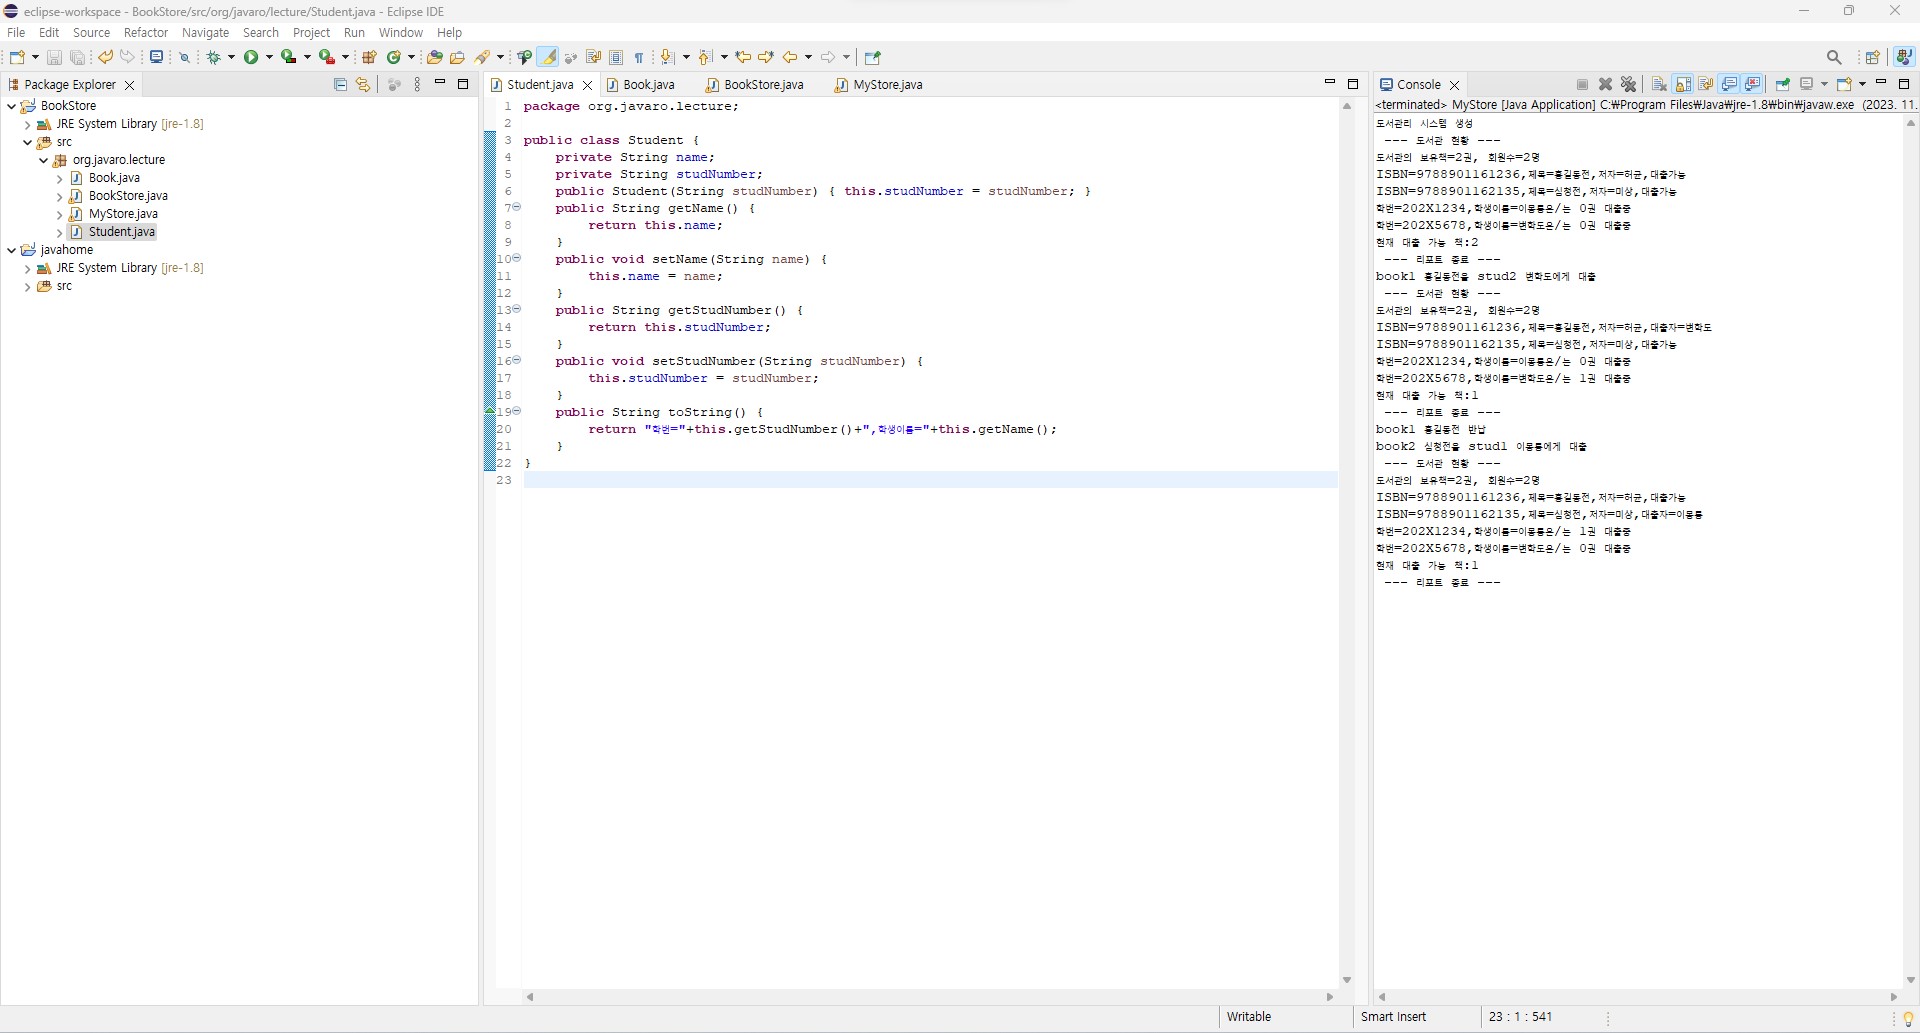 eclipse-workspace - BookStore/src/org/javaro/lecture/Student.java - Eclipse IDE
File Edit Source Refactor Navigate Search Project Run Window Help
Package Explorer
BookStore
JRE System Library [jre-1.8]
src
org.javaro.lecture
Book.java
BookStore.java
MyStore.java
Student.java
javahome
JRE System Library [jre-1.8]
src
Student.java Book.java BookStore.java MyStore.java
1 package org.javaro.lecture;
2
3 public class Student {
4 private String name;
5 private String studNumber;
6 public Student(String studNumber) { this.studNumber = studNumber; }
7 public String getName() {
8 return this.name;
9 }
10 public void setName(String name) {
11 this.name = name;
12 }
13 public String getStudNumber() {
14 return this.studNumber;
15 }
16 public void setStudNumber(String studNumber) {
17 this.studNumber = studNumber;
18 }
19 public String toString() {
20 return "학번="+this.getStudNumber()+",학생이름="+this.getName();
21 }
22 }
23
Console
<terminated> MyStore [Java Application] C:₩Program Files₩Java₩jre-1.8₩bin₩javaw.exe (2023. 11.
도서관리 시스템 생성
--- 도서관 현황 ---
도서관의 보유책=2권, 회원수=2명
ISBN=9788901161236,제목=홍길동전,저자=허균,대출가능
ISBN=9788901162135,제목=심청전,저자=미상,대출가능
학번=202X1234,학생이름=이몽룡은/는 0권 대출중
학번=202X5678,학생이름=변학도은/는 0권 대출중
현재 대출 가능 책:2
--- 리포트 종료 ---
book1 홍길동전을 stud2 변학도에게 대출
--- 도서관 현황 ---
도서관의 보유책=2권, 회원수=2명
ISBN=9788901161236,제목=홍길동전,저자=허균,대출자=변학도
ISBN=9788901162135,제목=심청전,저자=미상,대출가능
학번=202X1234,학생이름=이몽룡은/는 0권 대출중
학번=202X5678,학생이름=변학도은/는 1권 대출중
현재 대출 가능 책:1
--- 리포트 종료 ---
book1 홍길동전 반납
book2 심청전을 stud1 이몽룡에게 대출
--- 도서관 현황 ---
도서관의 보유책=2권, 회원수=2명
ISBN=9788901161236,제목=홍길동전,저자=허균,대출가능
ISBN=9788901162135,제목=심청전,저자=미상,대출자=이몽룡
학번=202X1234,학생이름=이몽룡은/는 1권 대출중
학번=202X5678,학생이름=변학도은/는 0권 대출중
현재 대출 가능 책:1
--- 리포트 종료 ---
Writable Smart Insert 23 : 1 : 541